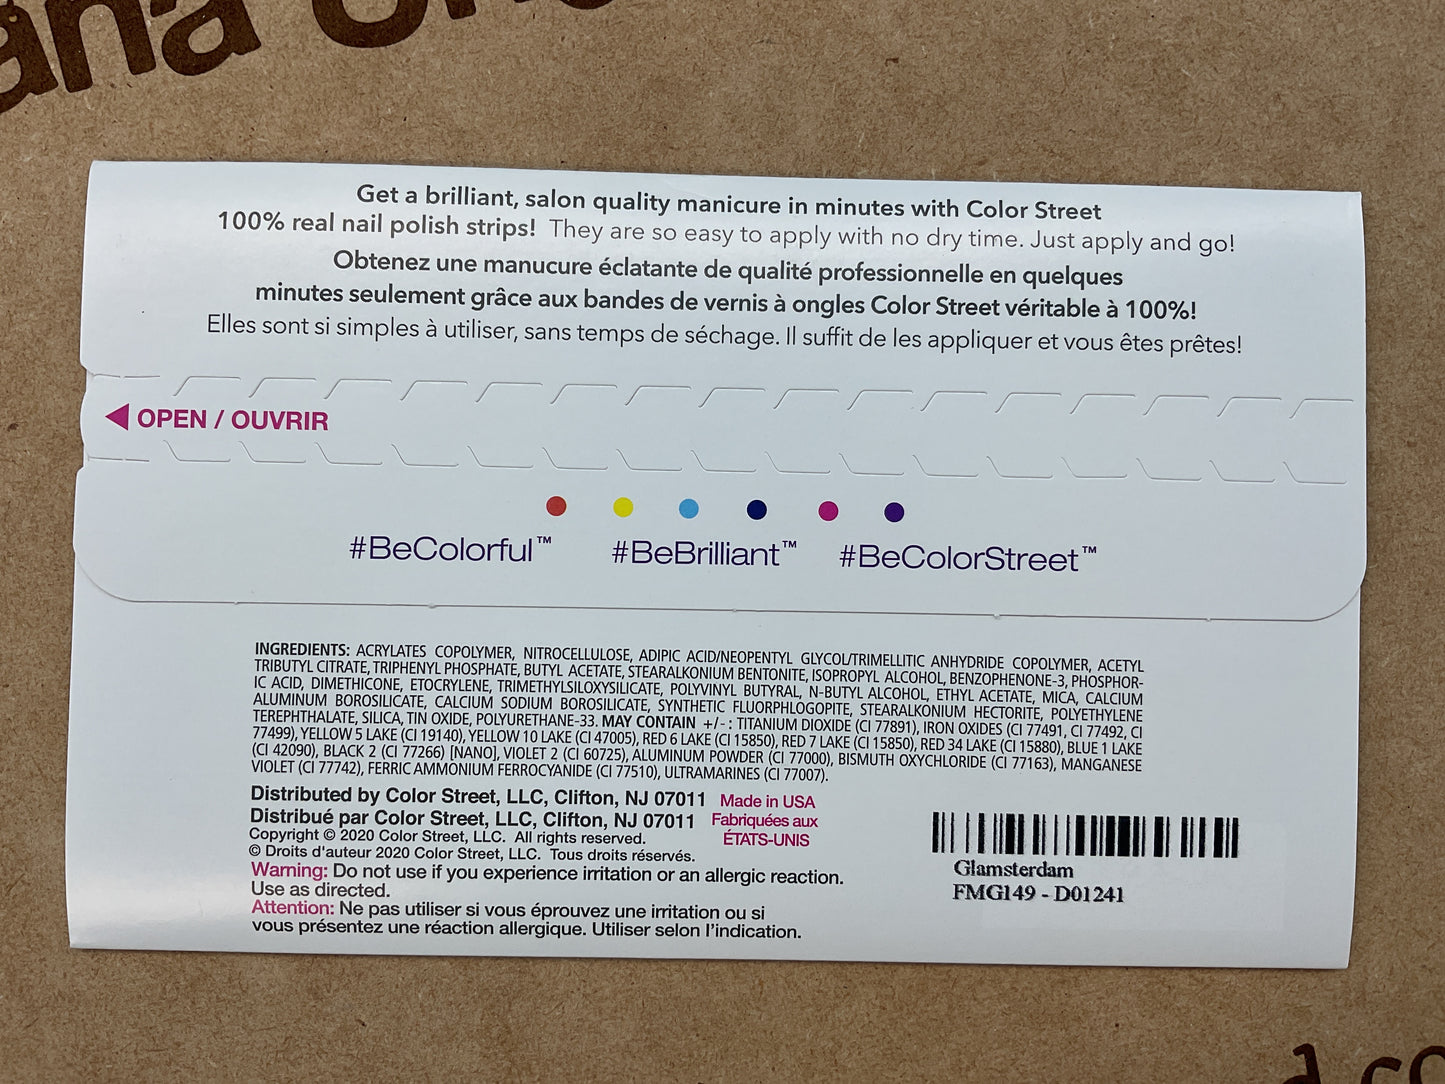 Get a brilliant, salon quality manicure in minutes with Color Street
100% real nail polish strips! They are so easy to apply with no dry time. Just apply and go!
Obtenez une manucure éclatante de qualité professionnelle en quelques
minutes seulement grâce aux bandes de vernis à ongles Color Street véritable à 100%!
Elles sont si simples à utiliser, sans temps de séchage. Il suffit de les appliquer et vous êtes prêtes!
OPEN / OUVRIR
#BeColorful™ #BeBrilliant™ #BeColorStreet™
INGREDIENTS: ACRYLATES COPOLYMER, NITROCELLULOSE, ADIPIC ACID/NEOPENTYL GLYCOL/TRIMELLITIC ANHYDRIDE COPOLYMER, ACETYL
TRIBUTYL CITRATE, TRIPHENYL PHOSPHATE, BUTYL ACETATE, STEARALKONIUM BENTONITE, ISOPROPYL ALCOHOL, BENZOPHENONE-3, PHOSPHOR-
IC ACID, DIMETHICONE, ETOCRYLENE, TRIMETHYLSILOXYSILICATE, POLYVINYL BUTYRAL, N-BUTYL ALCOHOL, ETHYL ACETATE, MICA, CALCIUM
ALUMINUM BOROSILICATE, CALCIUM SODIUM BOROSILICATE, SYNTHETIC FLUORPHLOGOPITE, STEARALKONIUM HECTORITE, POLYETHYLENE
TEREPHTHALATE, SILICA, TIN OXIDE, POLYURETHANE-33. MAY CONTAIN +/- : TITANIUM DIOXIDE (CI 77891), IRON OXIDES (CI 77491, CI 77492, CI
77499), YELLOW 5 LAKE (CI 19140), YELLOW 10 LAKE (CI 47005), RED 6 LAKE (CI 15850), RED 7 LAKE (CI 15850), RED 34 LAKE (CI 15880), BLUE 1 LAKE
(CI 42090), BLACK 2 (CI 77266) [NANO], VIOLET 2 (CI 60725), ALUMINUM POWDER (CI 77000), BISMUTH OXYCHLORIDE (CI 77163), MANGANESE
VIOLET (CI 77742), FERRIC AMMONIUM FERROCYANIDE (CI 77510), ULTRAMARINES (CI 77007).
Distributed by Color Street, LLC, Clifton, NJ 07011
Distribué par Color Street, LLC, Clifton, NJ 07011
Made in USA
Fabriquées aux
ÉTATS-UNIS
Copyright © 2020 Color Street, LLC. All rights reserved.
© Droits d'auteur 2020 Color Street, LLC. Tous droits réservés.
Warning: Do not use if you experience irritation or an allergic reaction.
Use as directed.
Attention: Ne pas utiliser si vous éprouvez une irritation ou si
vous présentez une réaction allergique. Utiliser selon l'indication.
Glamsterdam
FMG149 - D01241